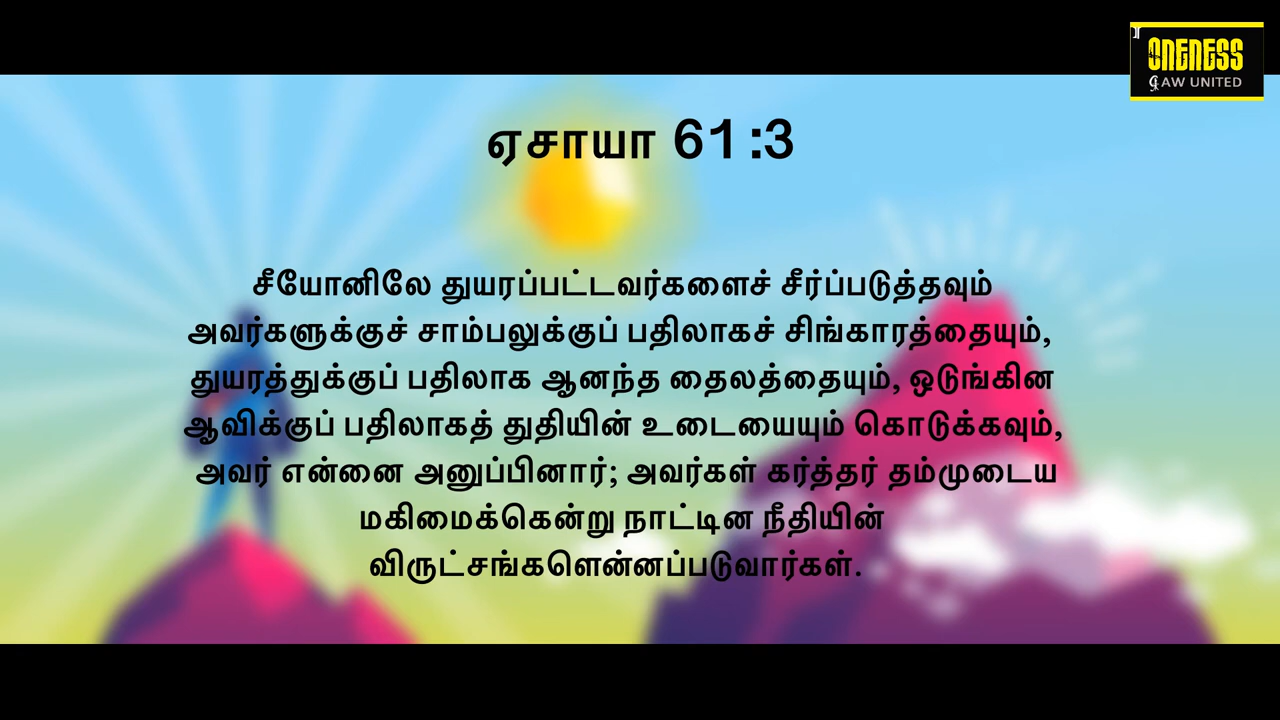 ONENESS
JAW UNITED
ஏசாயா 61:3
சீயோனிலே துயரப்பட்டவர்களைச் சீர்ப்படுத்தவும்
அவர்களுக்குச் சாம்பலுக்குப் பதிலாகச் சிங்காரத்தையும்,
துயரத்துக்குப் பதிலாக ஆனந்த தைலத்தையும், ஒடுங்கின
ஆவிக்குப் பதிலாகத் துதியின் உடையையும் கொடுக்கவும்,
அவர் என்னை அனுப்பினார்; அவர்கள் கர்த்தர் தம்முடைய
மகிமைக்கென்று நாட்டின நீதியின்
விருட்சங்களென்னப்படுவார்கள்.